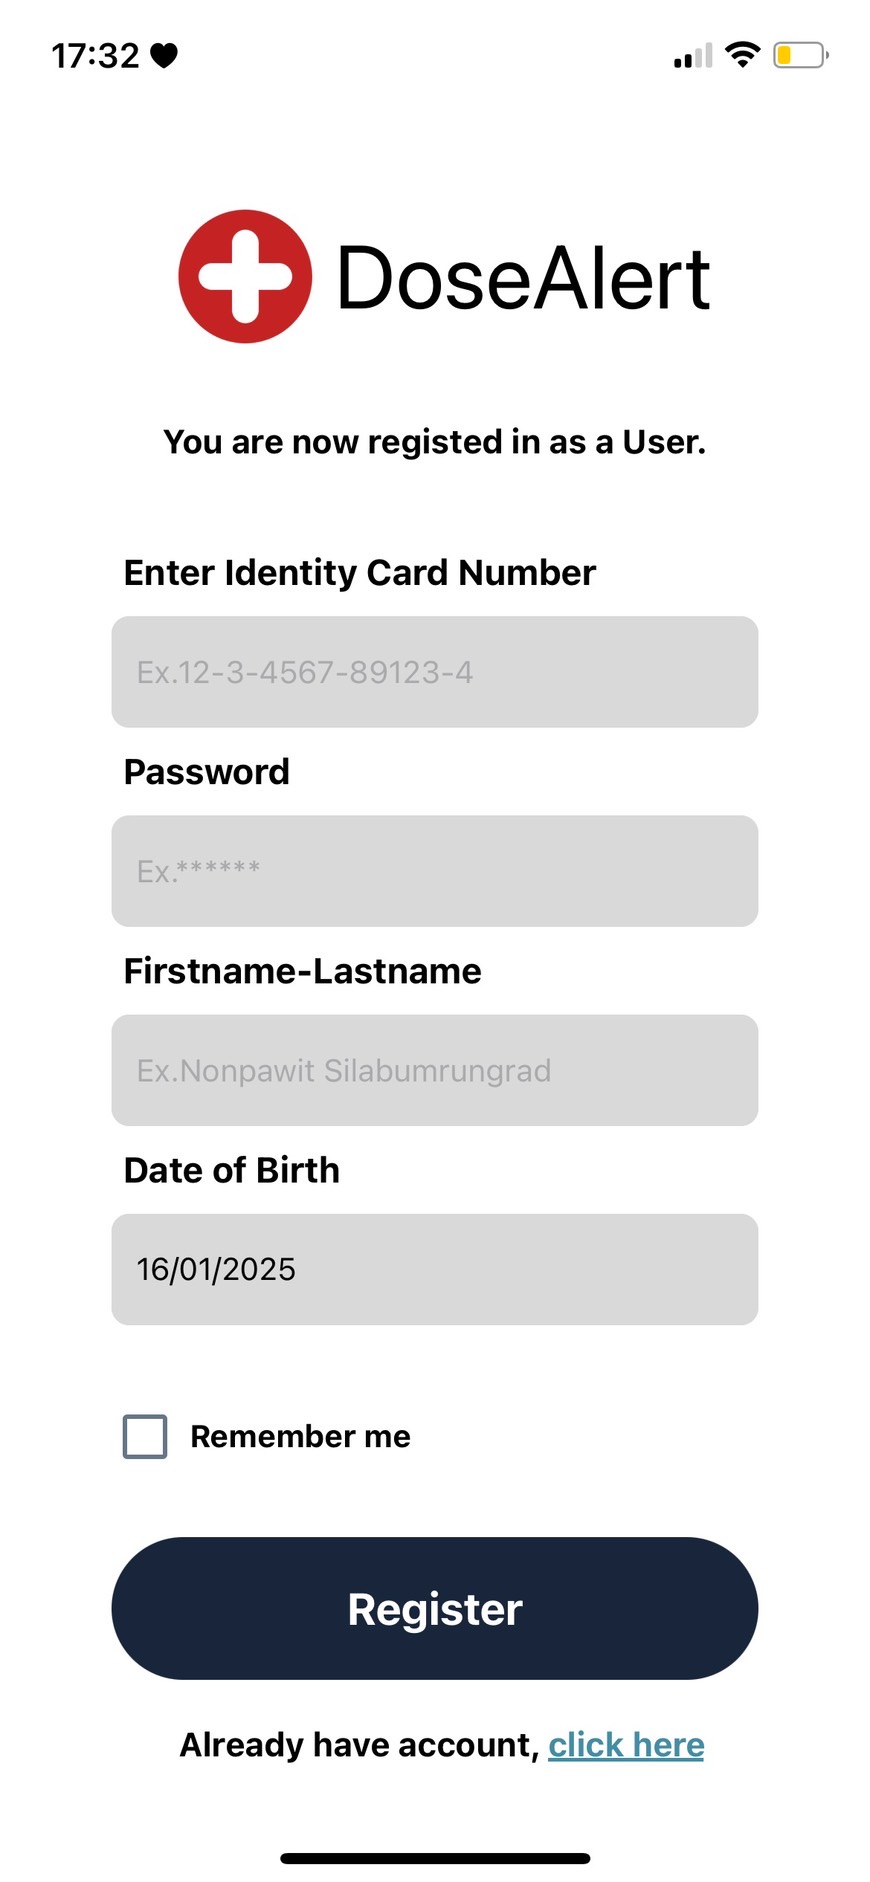 17:32
DoseAlert
You are now registed in as a User.
Enter Identity Card Number
Ex.12-3-4567-89123-4
Password
Ex.******
Firstname-Lastname
Ex.Nonpawit Silabumrungrad
Date of Birth
16/01/2025
Remember me
Register
Already have account, click here